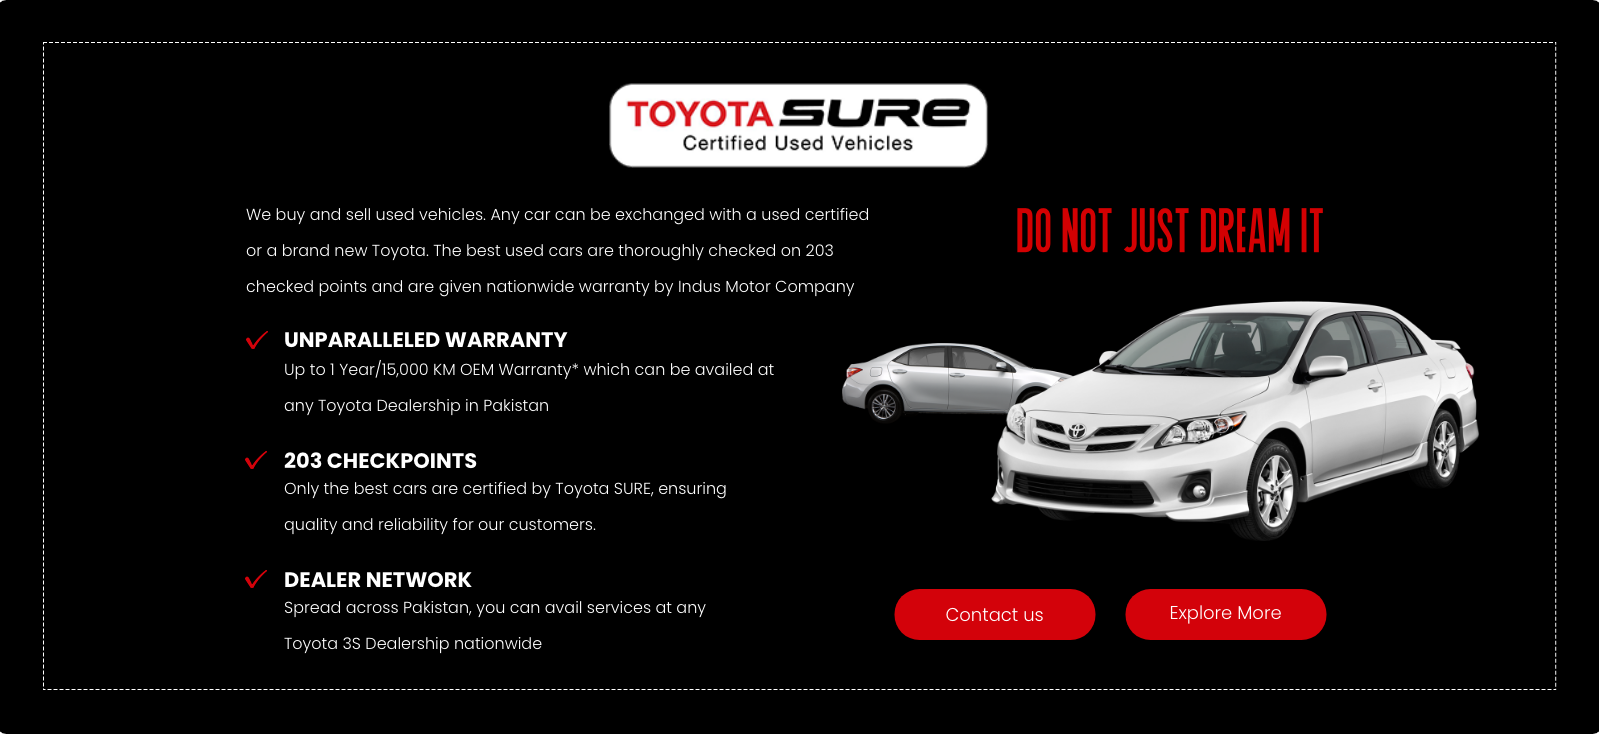 TOYOTA SURE
Certified Used Vehicles
We buy and sell used vehicles. Any car can be exchanged with a used certified
or a brand new Toyota. The best used cars are thoroughly checked on 203
checked points and are given nationwide warranty by Indus Motor Company
UNPARALLELED WARRANTY
Up to 1 Year/15,000 KM OEM Warranty* which can be availed at
any Toyota Dealership in Pakistan
203 CHECKPOINTS
Only the best cars are certified by Toyota SURE, ensuring
quality and reliability for our customers.
DEALER NETWORK
Spread across Pakistan, you can avail services at any
Toyota 3S Dealership nationwide
DO NOT JUST DREAM IT
Contact us
Explore More